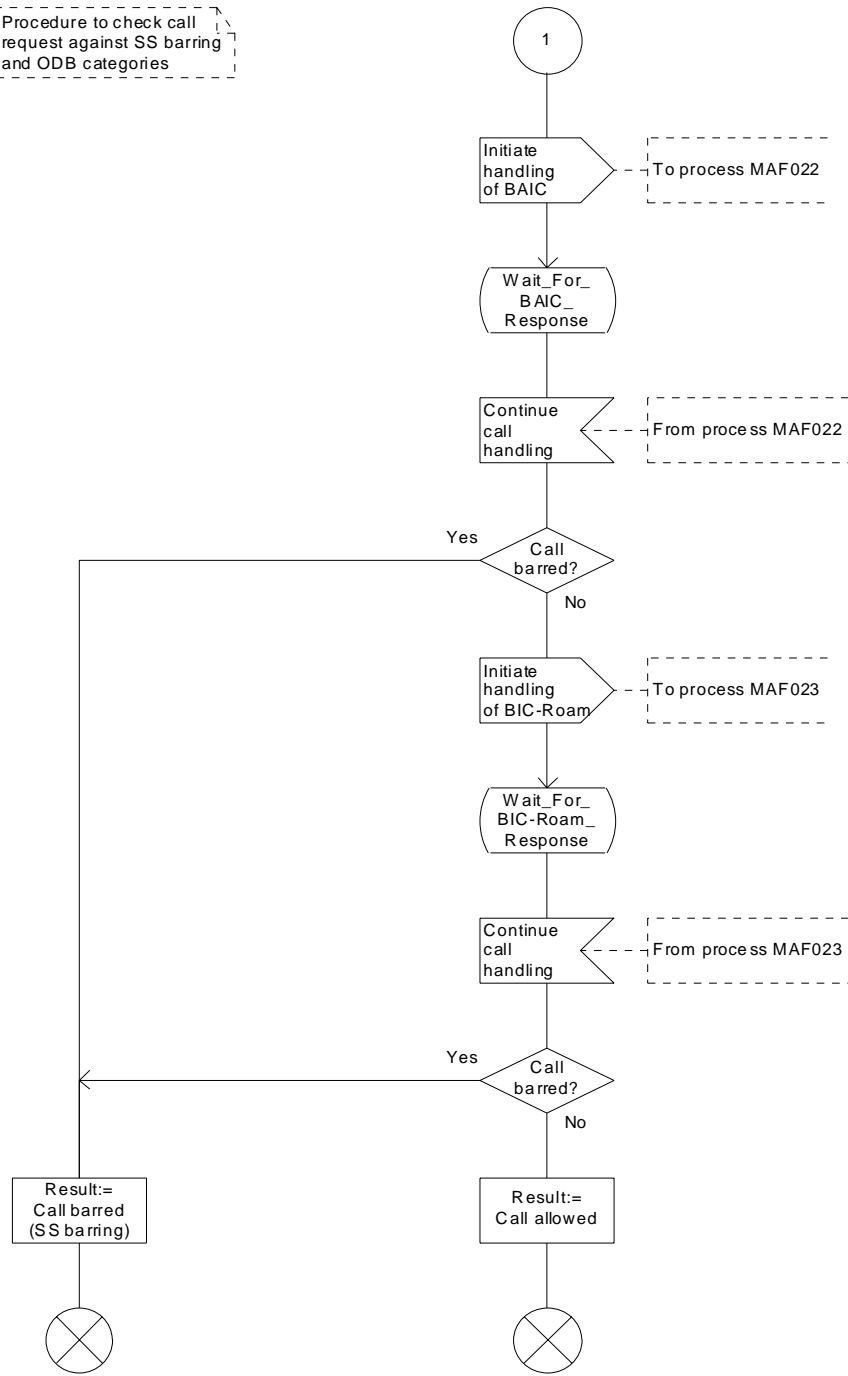 Procedure to check call
request against SS barring
and ODB categories
1
Initiate
handling
of BAIC
To process MAF022
Wait_For_
BAIC_
Response
Continue
call
handling
From process MAF022
Yes
Call
barred?
No
Initiate
handling
of BIC-Roam
To process MAF023
Wait_For_
BIC-Roam_
Response
Continue
call
handling
From process MAF023
Yes
Call
barred?
No
Result:=
Call barred
(SS barring)
Result:=
Call allowed